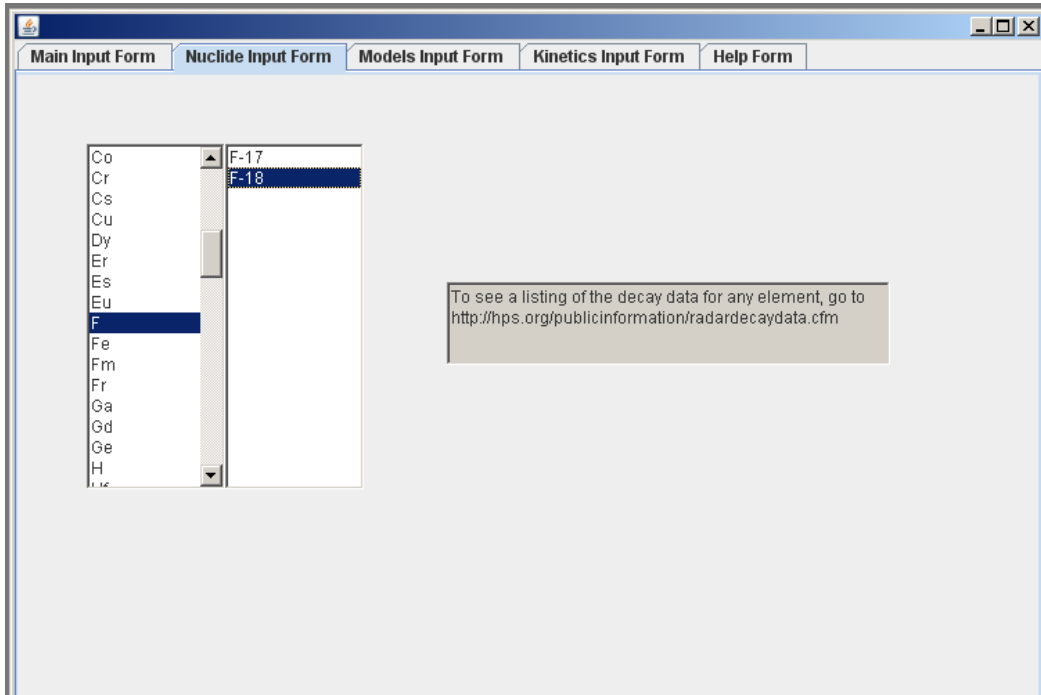 Main Input Form
Nuclide Input Form
Models Input Form
Kinetics Input Form
Help Form
Co
Cr
Cs
Cu
Dy
Er
Es
Eu
F
Fe
Fm
Fr
Ga
Gd
Ge
H
F-17
F-18
To see a listing of the decay data for any element, go to
http://hps.org/publicinformation/radardecaydata.cfm